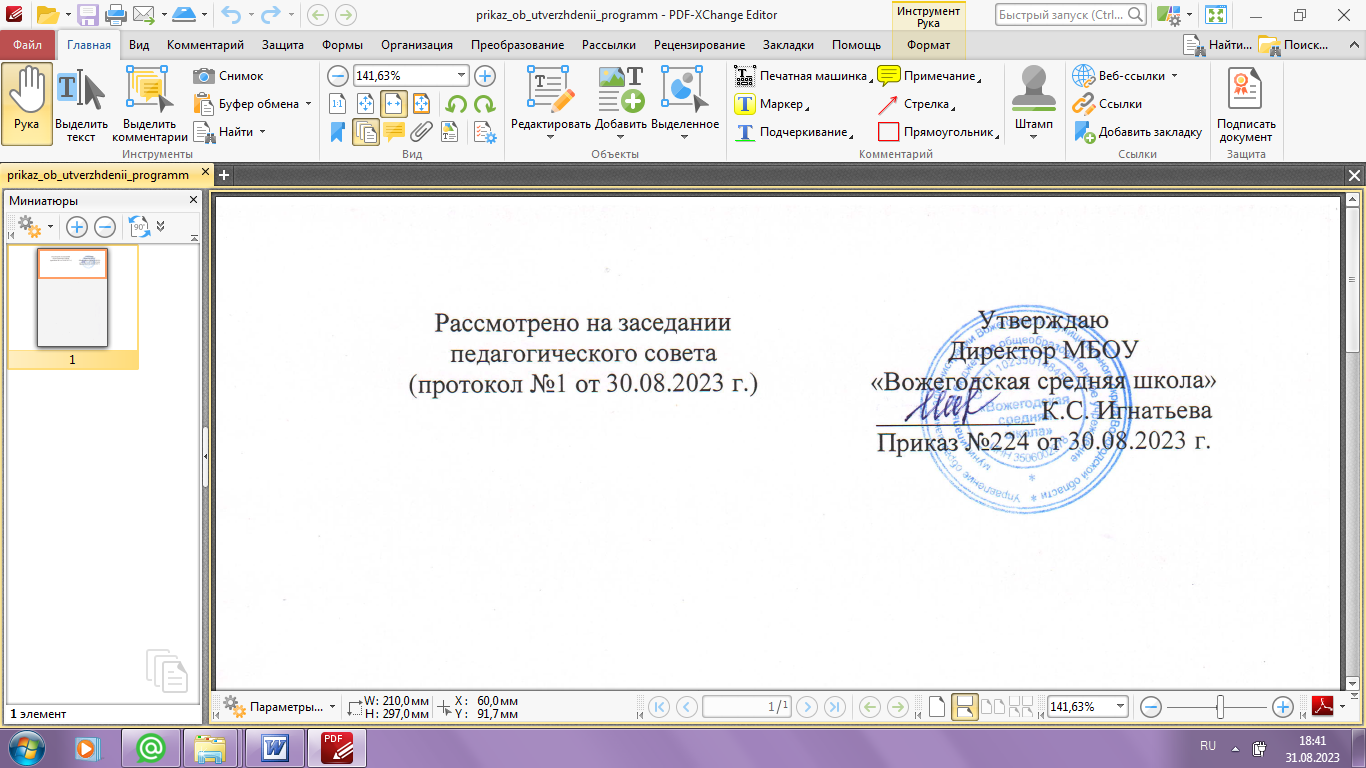 prikaz_ob_utverzhdenii_programm - PDF-XChange Editor
Инструмент
Рука
Быстрый запуск (Ctrl...
Файл Главная Вид Комментарий Защита Формы Организация Преобразование Рассылки Рецензирование Закладки Помощь Формат Найти... Поиск...
Рука
Выделить текст
Выделить комментарии
Снимок
Буфер обмена
Найти
Инструменты
141,63%
Вид
Редактировать Добавить Выделенное
Объекты
Печатная машинка
Маркер
Подчеркивание
Примечание
Стрелка
Прямоугольник
Штамп
Комментарий
Веб-ссылки
Ссылки
Добавить закладку
Ссылки
Подписать документ
Защита
prikaz_ob_utverzhdenii_programm
Миниатюры
1
1 элемент
Рассмотрено на заседании
педагогического совета
(протокол №1 от 30.08.2023 г.)
Утверждаю
Директор МБОУ
«Вожегодская средняя школа»
К.С. Игнатьева
Приказ №224 от 30.08.2023 г.
«Вожегодская
средняя
школа»
Параметры...
W: 210,0 мм
H: 297,0 мм
X: 60,0 мм
Y: 91,7 мм
1 / 1
141,63%
RU
18:41
31.08.2023